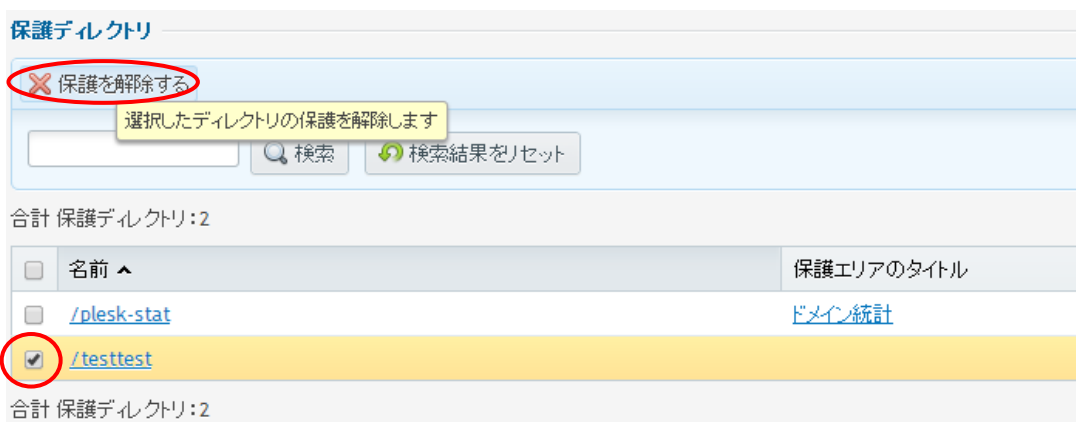 保護ディレクトリ
保護を解除する
選択したディレクトリの保護を解除します
検索 検索結果をリセット
合計 保護ディレクトリ:2
名前 保護エリアのタイトル
/plesk-stat ドメイン統計
/testtest
合計 保護ディレクトリ:2